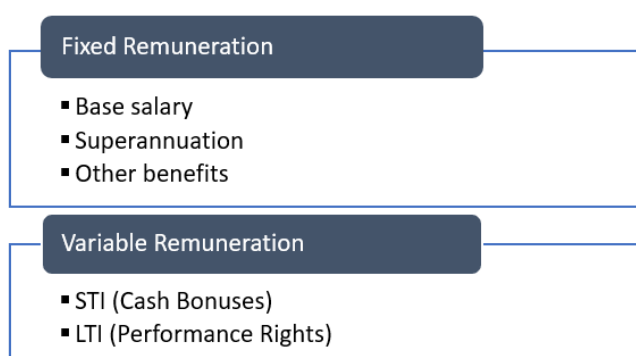 Fixed Remuneration
▪ Base salary
▪ Superannuation
▪ Other benefits
Variable Remuneration
▪ STI (Cash Bonuses)
▪ LTI (Performance Rights)